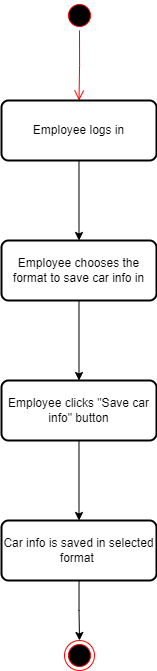 Employee logs in
Employee chooses the
format to save car info in
Employee clicks "Save car
info" button
Car info is saved in selected
format